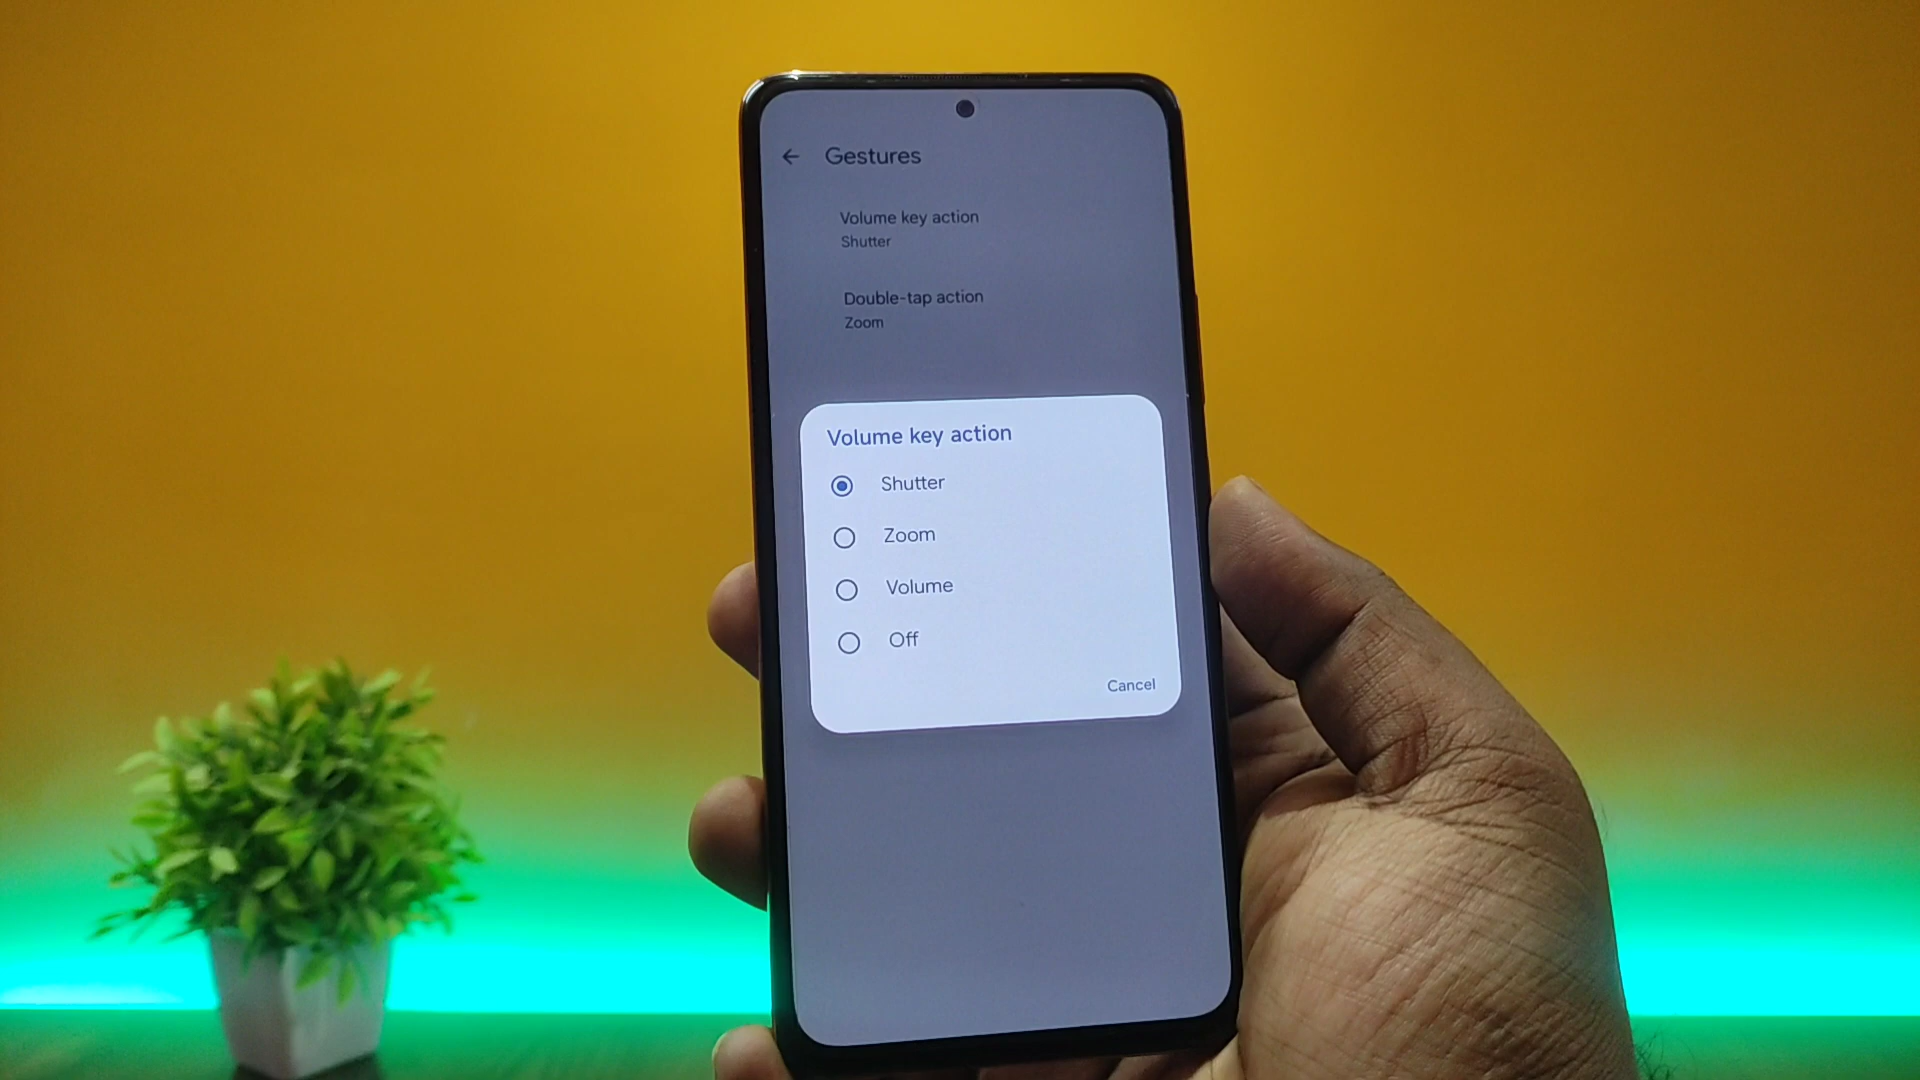 Gestures
Volume key action
Shutter
Double-tap action
Zoom
Volume key action
Shutter
Zoom
Volume
Off
Cancel